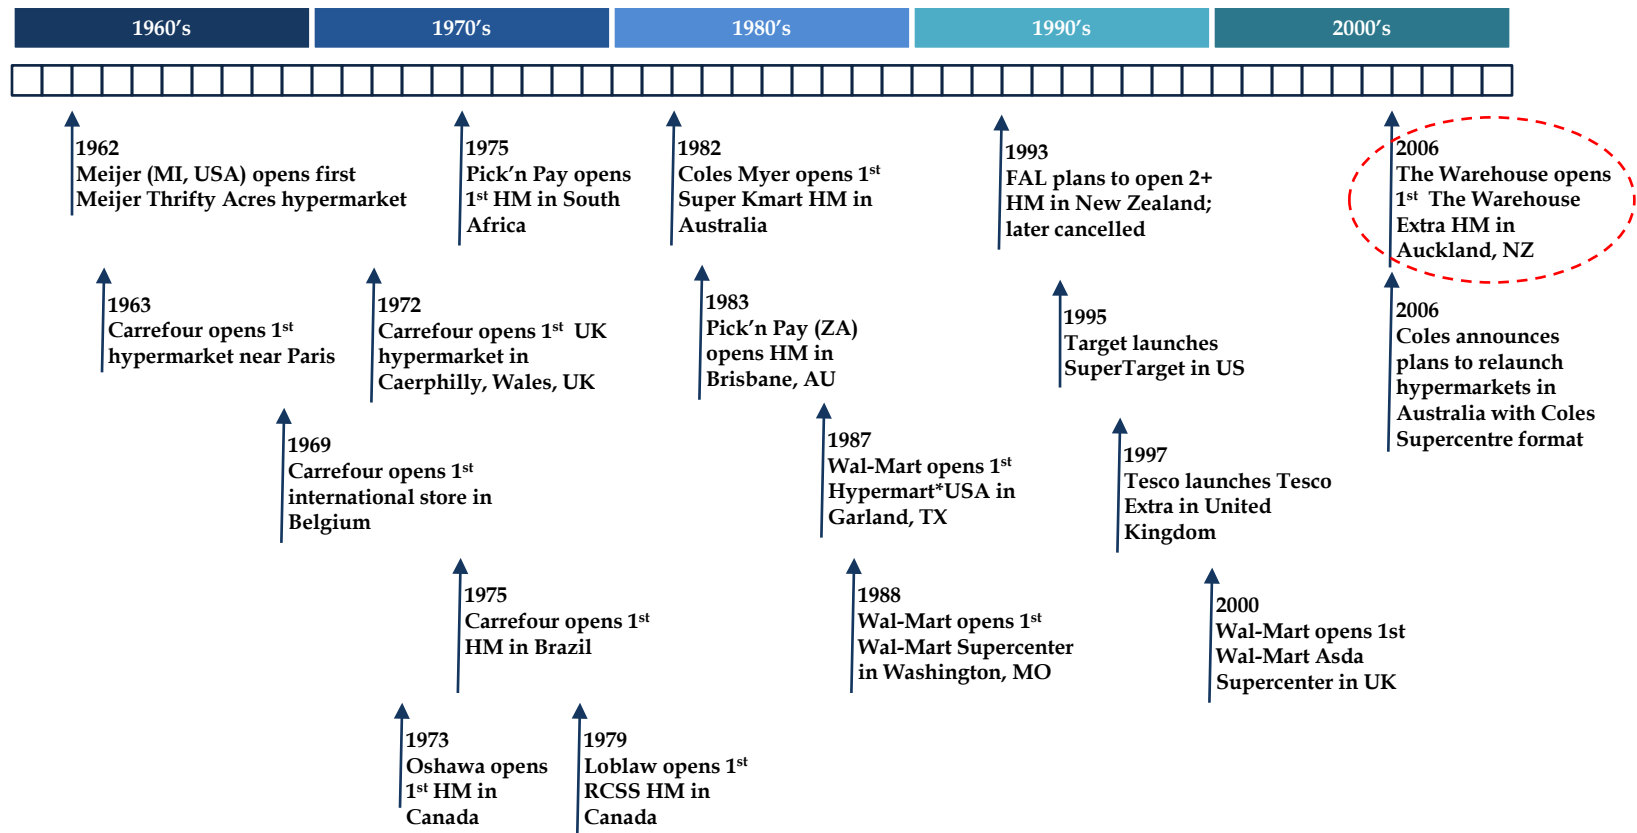 1960's
1970's
1980's
1990's
2000's
1962
Meijer (MI, USA) opens first
Meijer Thrifty Acres hypermarket
1975
Pick'n Pay opens
1st HM in South
Africa
1982
Coles Myer opens 1st
Super Kmart HM in
Australia
1993
FAL plans to open 2+
HM in New Zealand;
later cancelled
2006
The Warehouse opens
1st The Warehouse
Extra HM in
Auckland, NZ
1963
Carrefour opens 1st
hypermarket near Paris
1972
Carrefour opens 1st UK
hypermarket in
Caerphilly, Wales, UK
1983
Pick'n Pay (ZA)
opens HM in
Brisbane, AU
1995
Target launches
SuperTarget in US
2006
Coles announces
plans to relaunch
hypermarkets in
Australia with Coles
Supercentre format
1969
Carrefour opens 1st
international store in
Belgium
1987
Wal-Mart opens 1st
Hypermart*USA in
Garland, TX
1997
Tesco launches Tesco
Extra in United
Kingdom
1975
Carrefour opens 1st
HM in Brazil
1988
Wal-Mart opens 1st
Wal-Mart Supercenter
in Washington, MO
2000
Wal-Mart opens 1st
Wal-Mart Asda
Supercenter in UK
1973
Oshawa opens
1st HM in
Canada
1979
Loblaw opens 1st
RCSS HM in
Canada